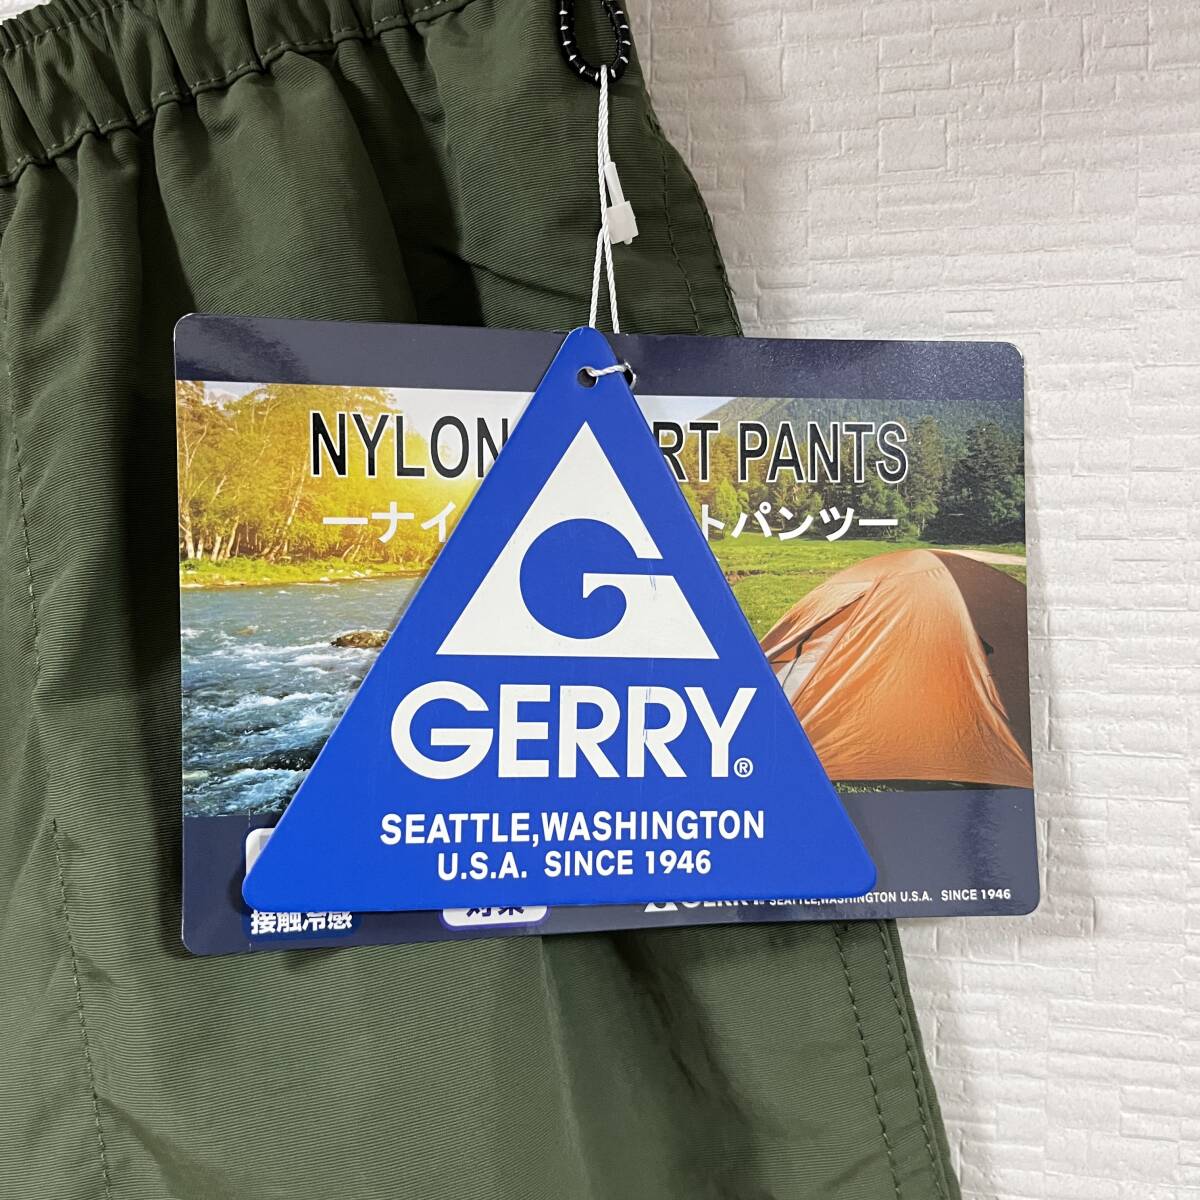 NYLON RT PANTS
ーナイ トパンツー
G
GERRY®
SEATTLE,WASHINGTON
U.S.A. SINCE 1946
接触冷感
対策
GERRY® SEATTLE,WASHINGTON U.S.A. SINCE 1946